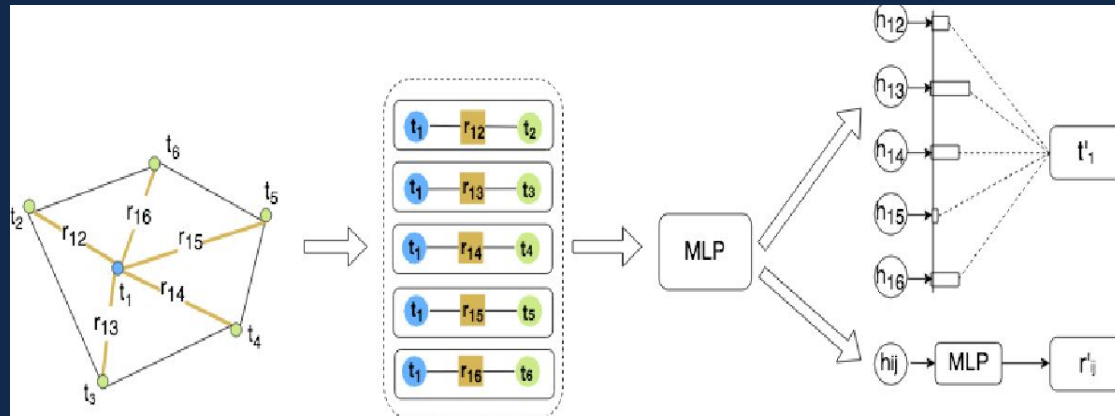 t6
t5
t2
r16
r12
r15
t1
r14
r13
t4
t3
t1 r12 t2
t1 r13 t3
t1 r14 t4
t1 r15 t5
t1 r16 t6
MLP
h12
h13
h14
h15
h16
t'1
hij
MLP
r'ij